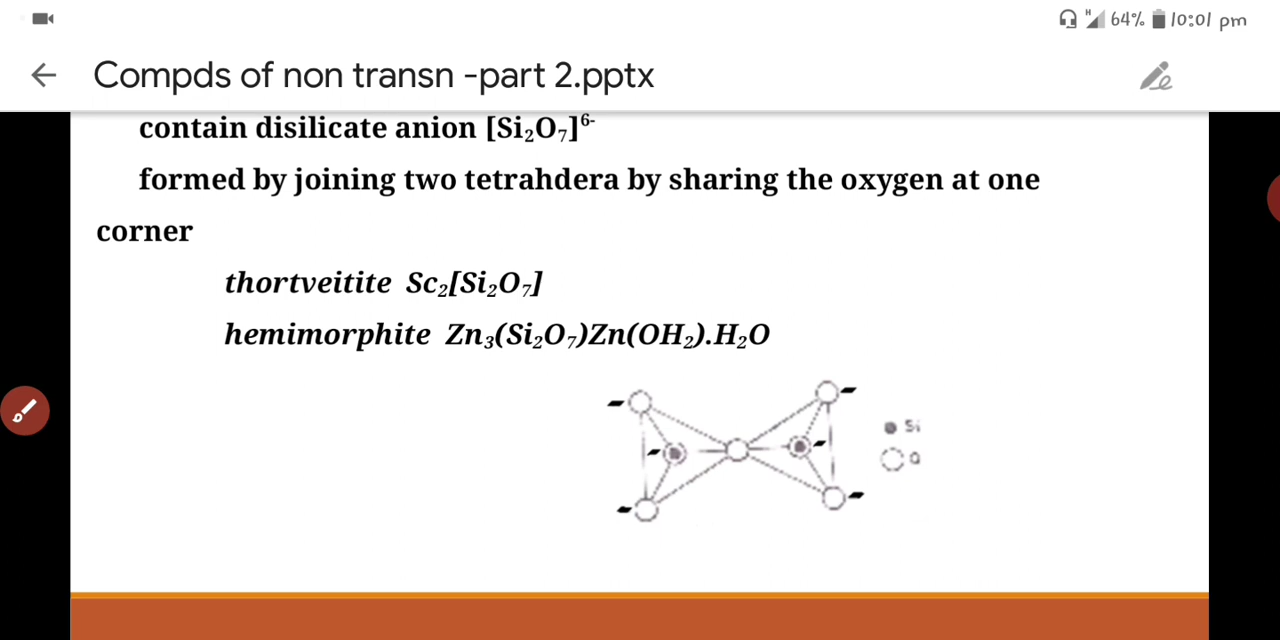 H 64% 10:01 pm
Compds of non transn -part 2.pptx
contain disilicate anion [Si₂O₇]⁶⁻
formed by joining two tetrahdera by sharing the oxygen at one
corner
thortveitite Sc₂[Si₂O₇]
hemimorphite Zn₃(Si₂O₇)Zn(OH₂).H₂O
Si
O